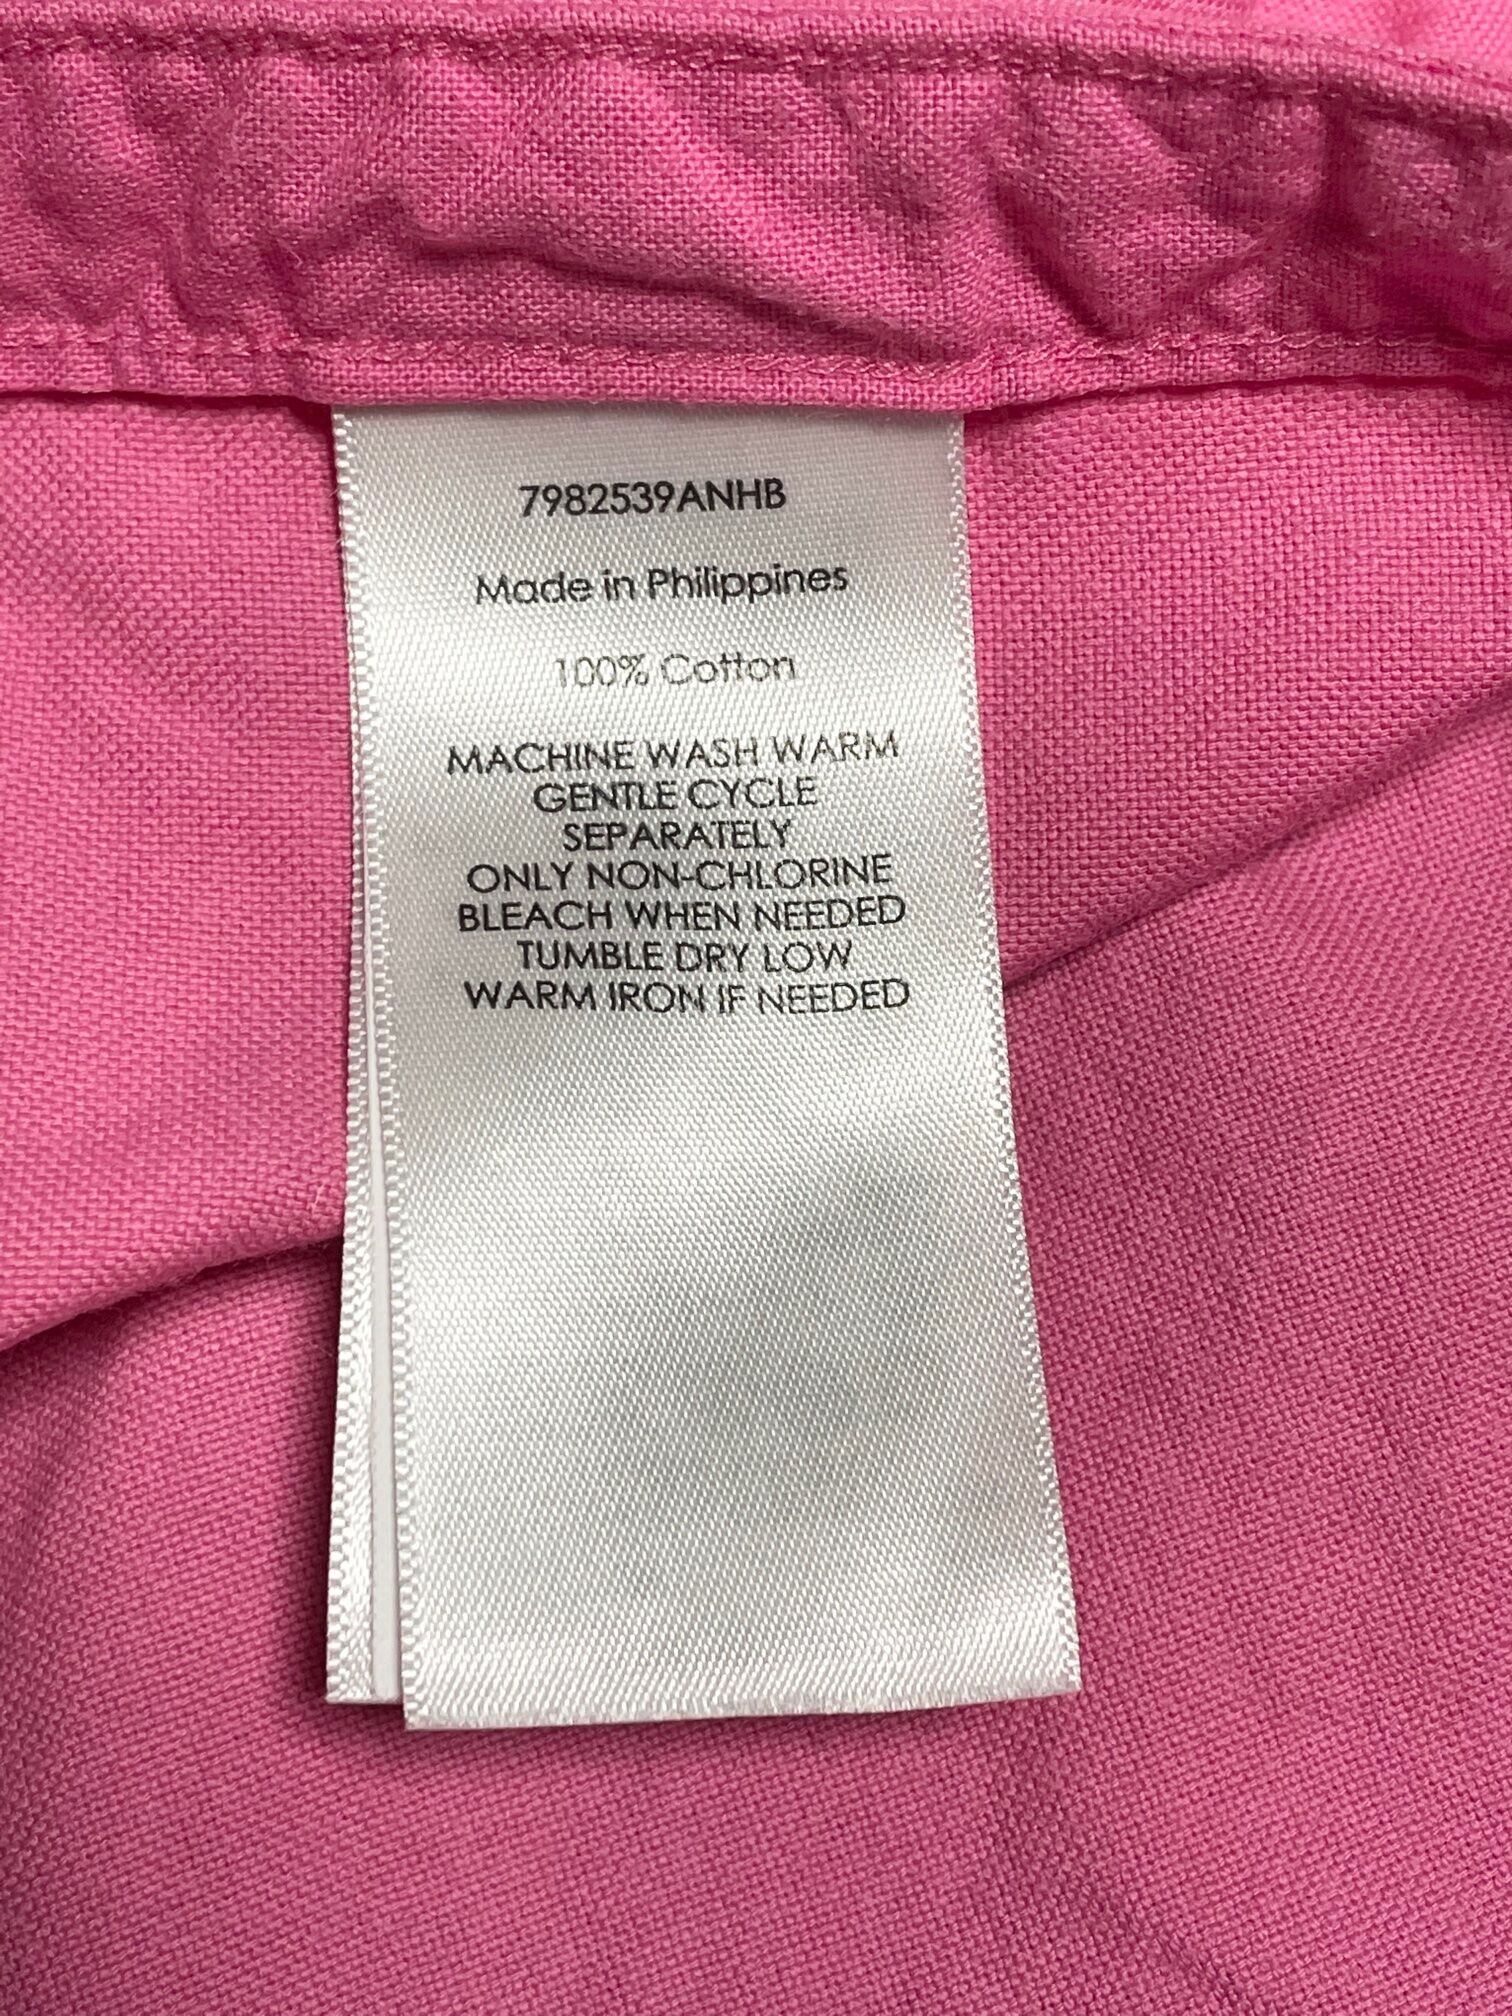 7982539ANHB
Made in Philippines
100% Cotton
MACHINE WASH WARM
GENTLE CYCLE
SEPARATELY
ONLY NON-CHLORINE
BLEACH WHEN NEEDED
TUMBLE DRY LOW
WARM IRON IF NEEDED